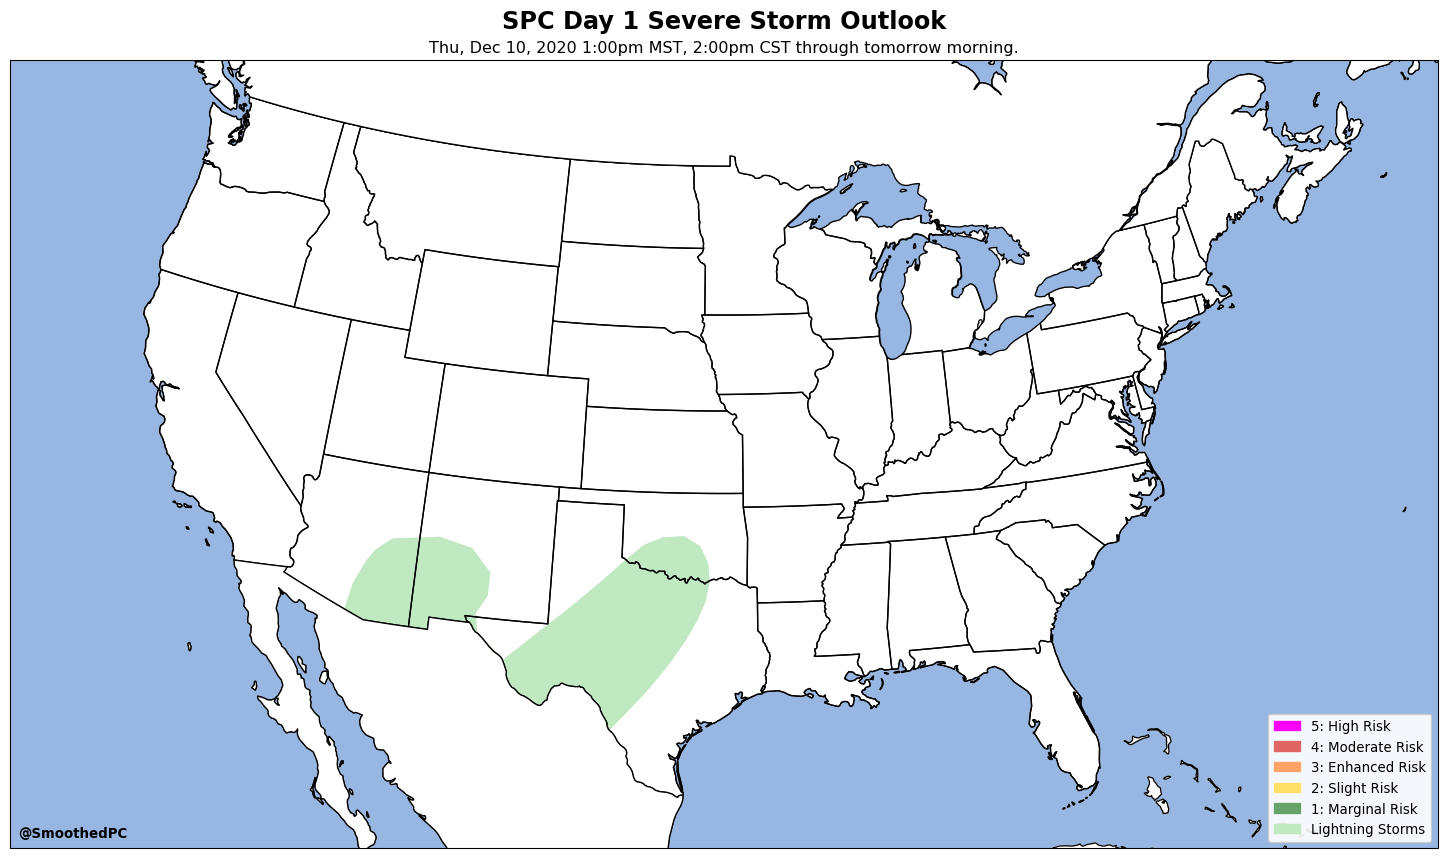 SPC Day 1 Severe Storm Outlook
Thu, Dec 10, 2020 1:00pm MST, 2:00pm CST through tomorrow morning.
5: High Risk
4: Moderate Risk
3: Enhanced Risk
2: Slight Risk
1: Marginal Risk
Lightning Storms
@SmoothedPC